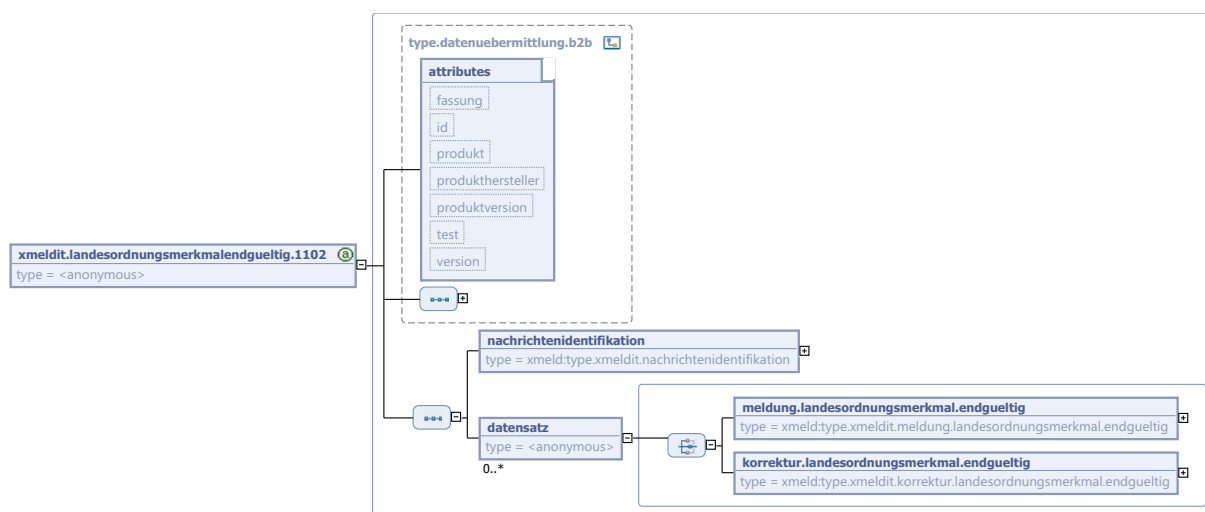 type.datenuebermittlung.b2b
attributes
fassung
id
produkt
produkthersteller
produktversion
test
version
xmeldit.landesordnungsmerkmalendgueltig.1102 a
type = <anonymous>
nachrichtenidentifikation
type = xmeld:type.xmeldit.nachrichtenidentifikation
datensatz
type = <anonymous>
0..*
meldung.landesordnungsmerkmal.endgueltig
type = xmeld:type.xmeldit.meldung.landesordnungsmerkmal.endgueltig
korrektur.landesordnungsmerkmal.endgueltig
type = xmeld:type.xmeldit.korrektur.landesordnungsmerkmal.endgueltig